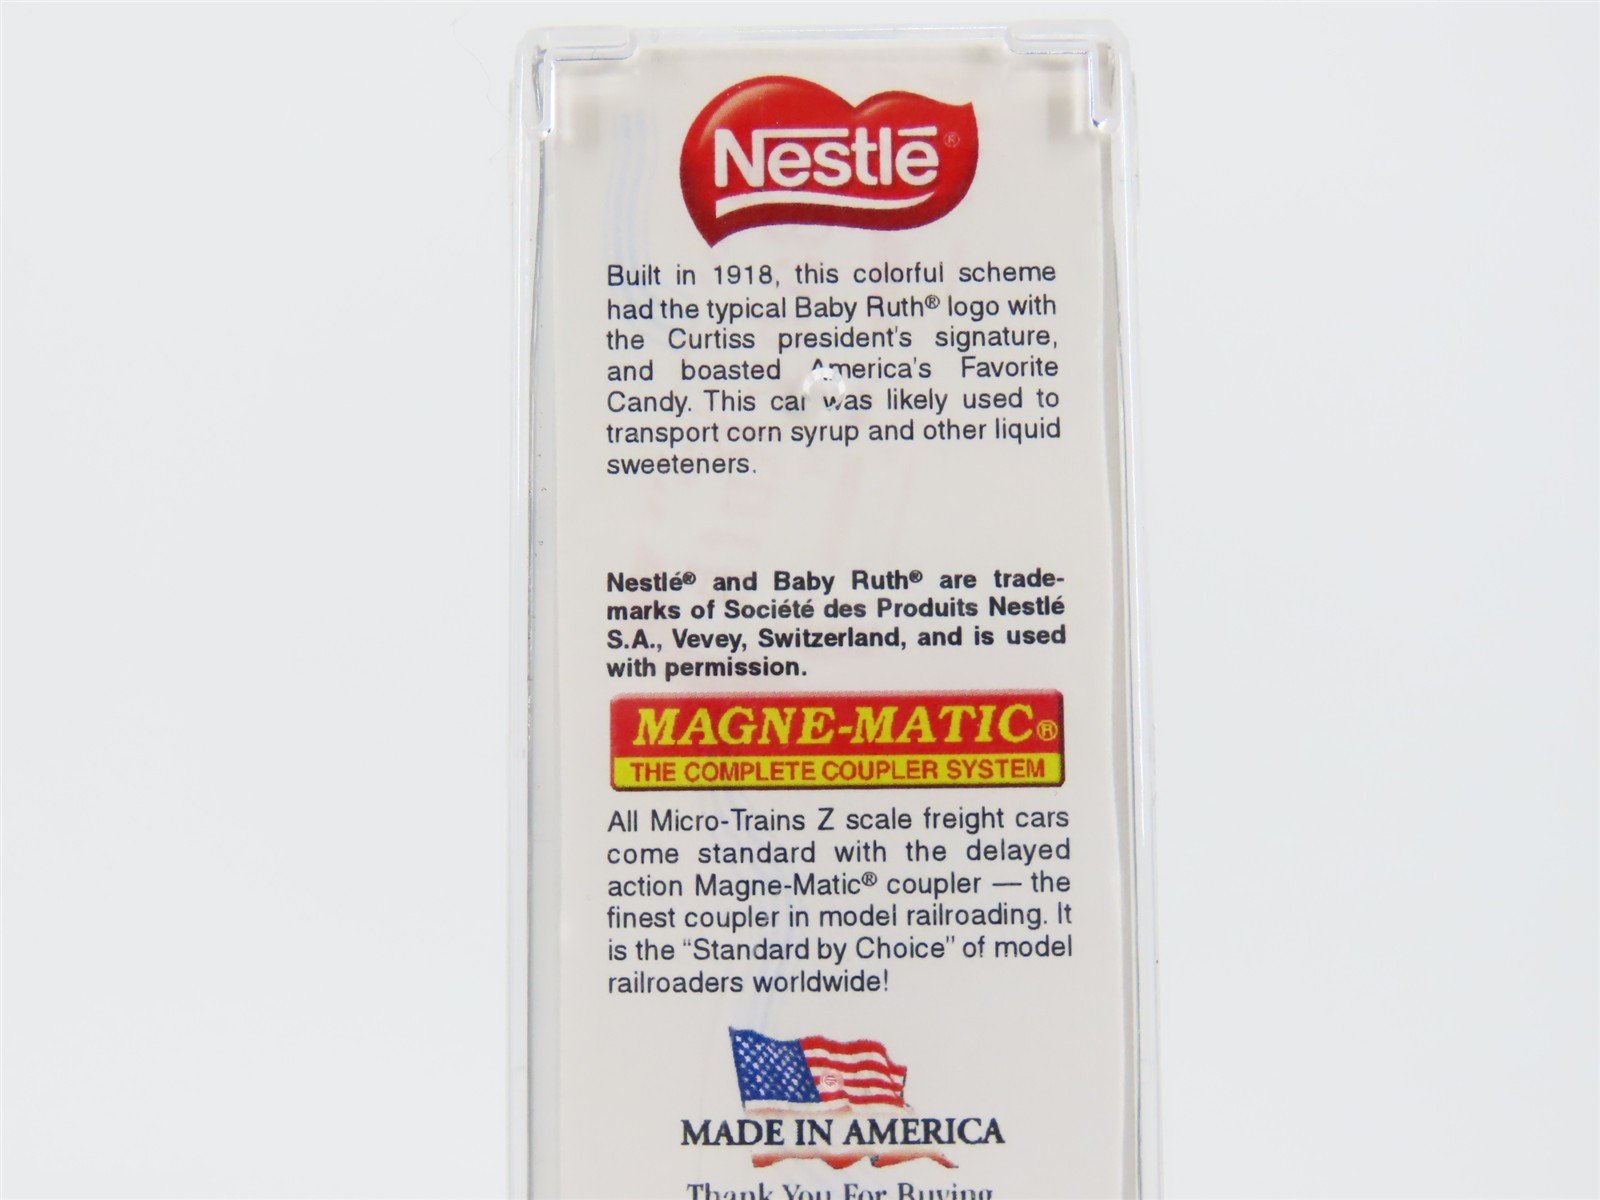 Nestlé®
Built in 1918, this colorful scheme
had the typical Baby Ruth® logo with
the Curtiss president's signature,
and boasted America's Favorite
Candy. This car was likely used to
transport corn syrup and other liquid
sweeteners.
Nestlé® and Baby Ruth® are trade-
marks of Société des Produits Nestlé
S.A., Vevey, Switzerland, and is used
with permission.
MAGNE-MATIC®
THE COMPLETE COUPLER SYSTEM
All Micro-Trains Z scale freight cars
come standard with the delayed
action Magne-Matic® coupler — the
finest coupler in model railroading. It
is the “Standard by Choice” of model
railroaders worldwide!
MADE IN AMERICA
Thank You For Buying